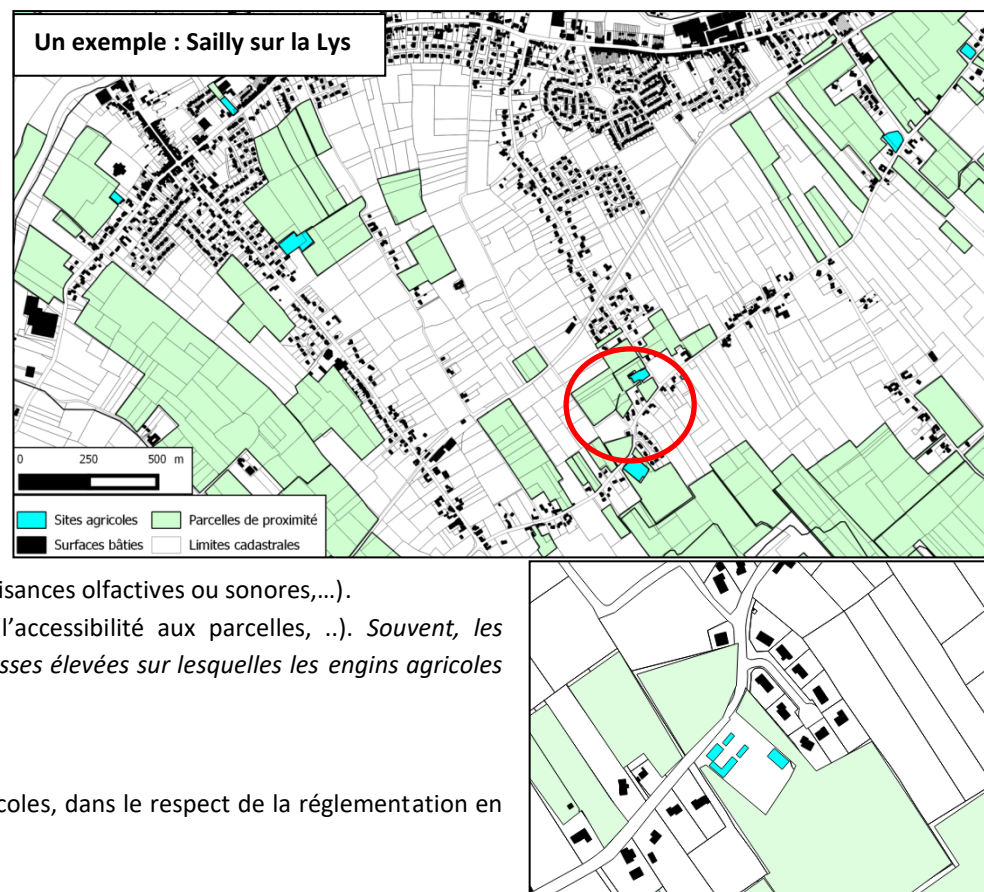 Un exemple : Sailly sur la Lys
0 250 500 m
Sites agricoles Parcelles de proximité
Surfaces bâties Limites cadastrales
isances olfactives ou sonores,…).
l’accessibilité aux parcelles, ..). Souvent, les
sses élevées sur lesquelles les engins agricoles
coles, dans le respect de la réglementation en